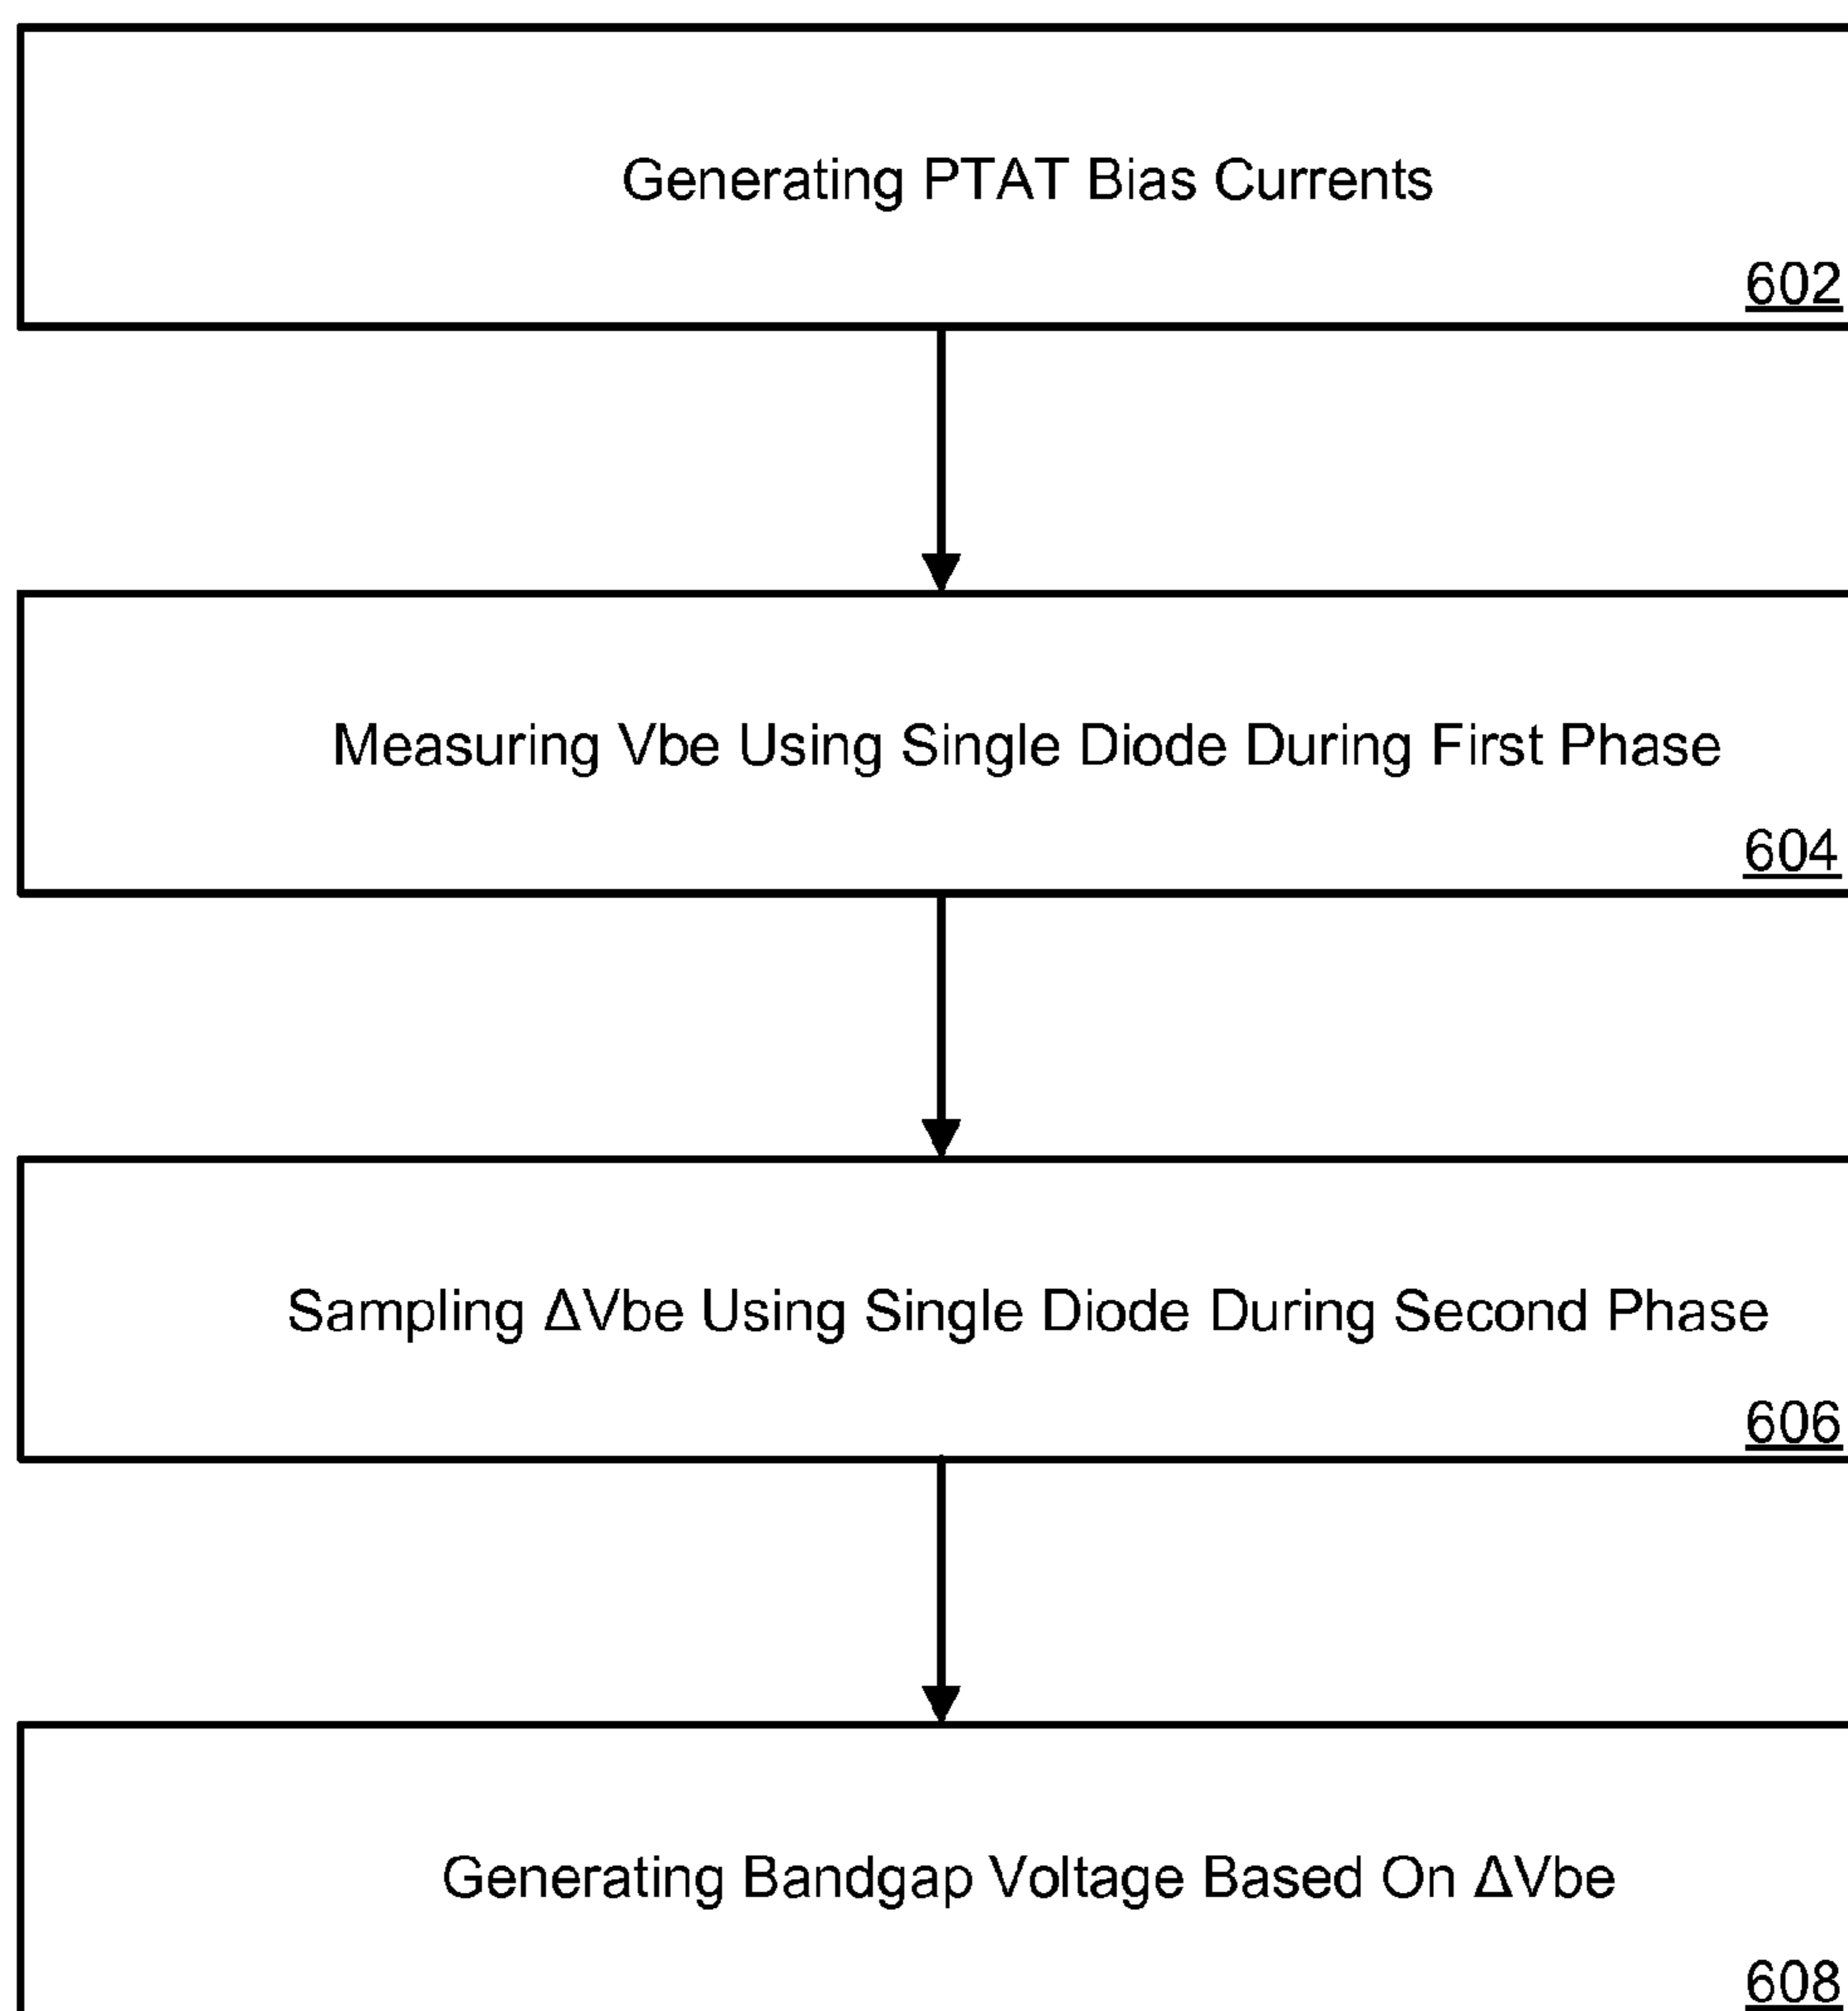 Generating PTAT Bias Currents
602
Measuring Vbe Using Single Diode During First Phase
604
Sampling ΔVbe Using Single Diode During Second Phase
606
Generating Bandgap Voltage Based On ΔVbe
608